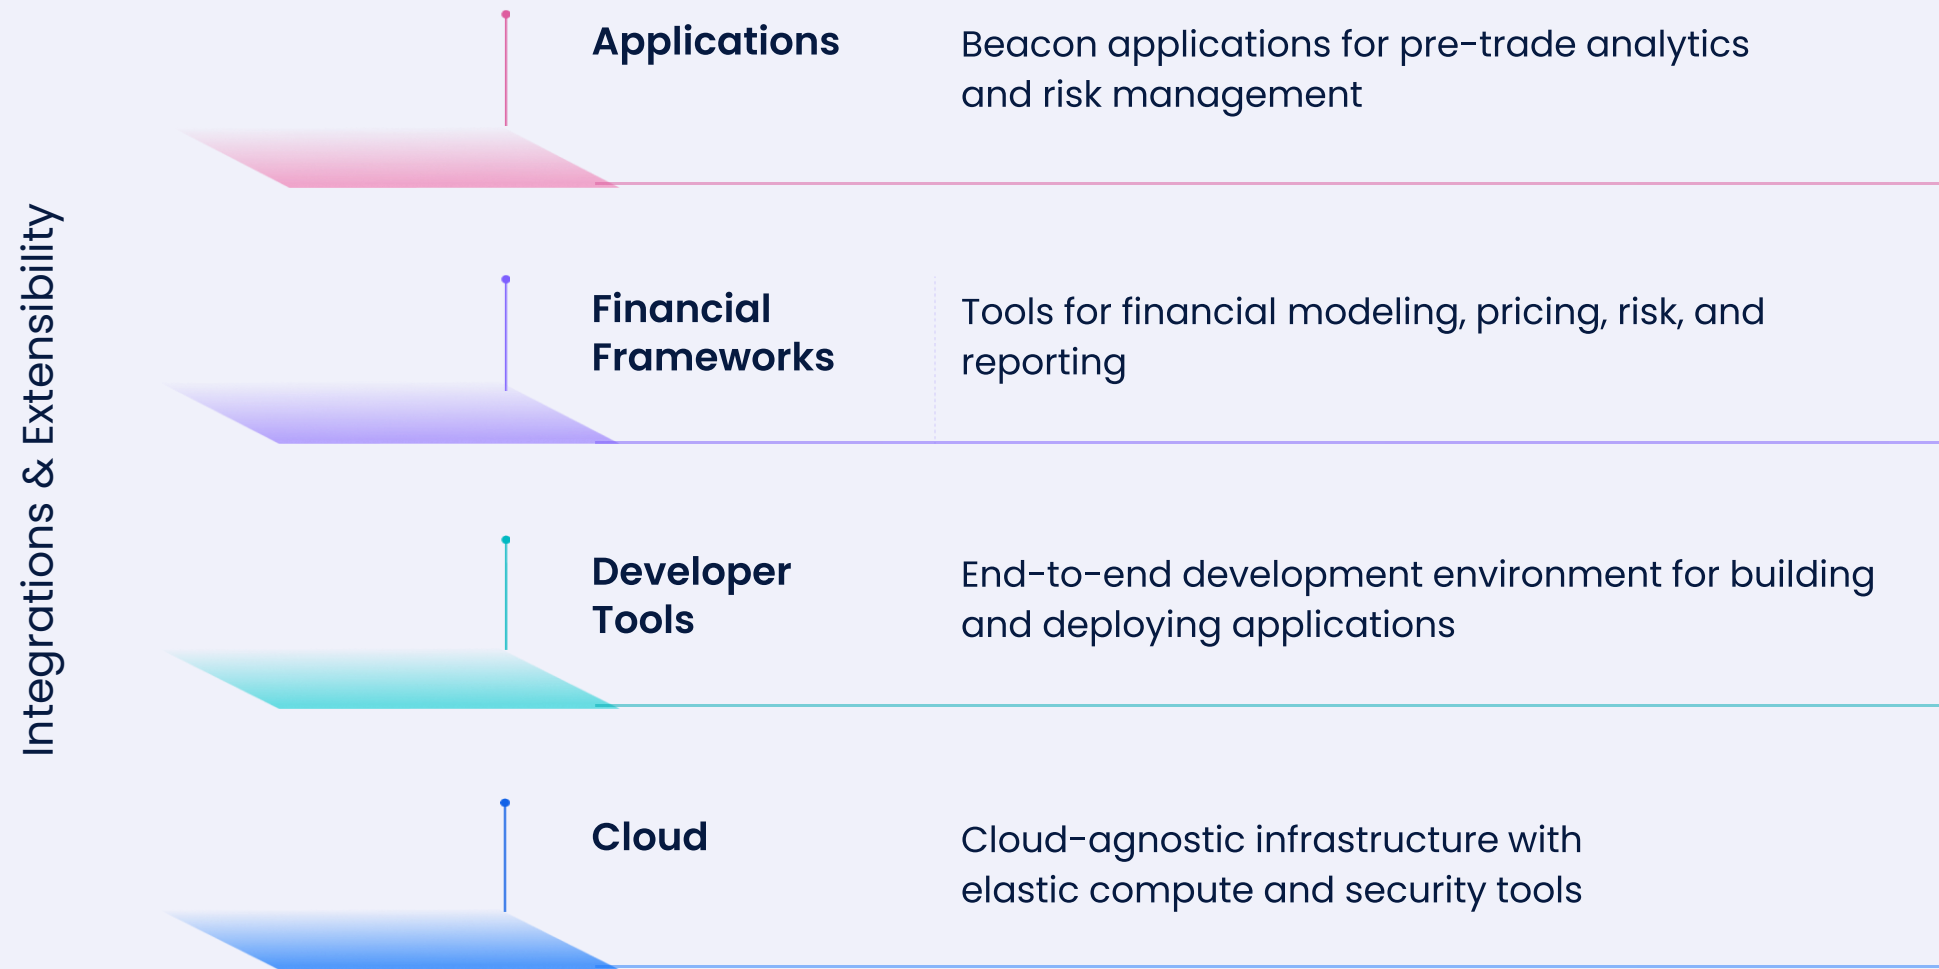 Integrations & Extensibility
Applications
Beacon applications for pre-trade analytics
and risk management
Financial
Frameworks
Tools for financial modeling, pricing, risk, and
reporting
Developer
Tools
End-to-end development environment for building
and deploying applications
Cloud
Cloud-agnostic infrastructure with
elastic compute and security tools